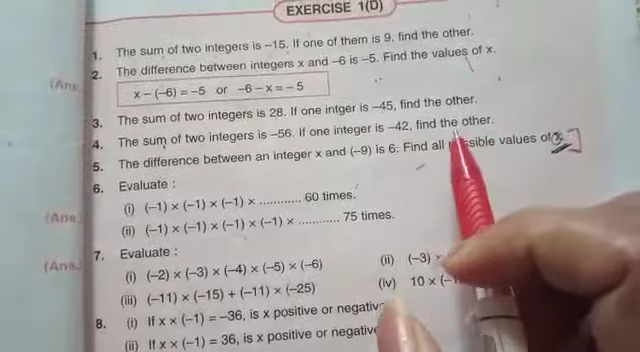 EXERCISE 1(D)
1. The sum of two integers is –15. If one of them is 9, find the other.
2. The difference between integers x and –6 is –5. Find the values of x.
(Ans
x – (–6) = –5 or –6 – x = – 5
3. The sum of two integers is 28. If one intger is –45, find the other.
4. The sum of two integers is –56. If one integer is –42, find the other.
5. The difference between an integer x and (–9) is 6. Find all possible values of x.
6. Evaluate :
(i) (–1) × (–1) × (–1) × ............ 60 times.
(Ans.
(ii) (–1) × (–1) × (–1) × (–1) × ............ 75 times.
7. Evaluate :
(Ans.
(i) (–2) × (–3) × (–4) × (–5) × (–6) (ii) (–3) ×
(iii) (–11) × (–15) + (–11) × (–25) (iv) 10 × (–
8. (i) If x × (–1) = –36, is x positive or negative
(ii) If x × (–1) = 36, is x positive or negative